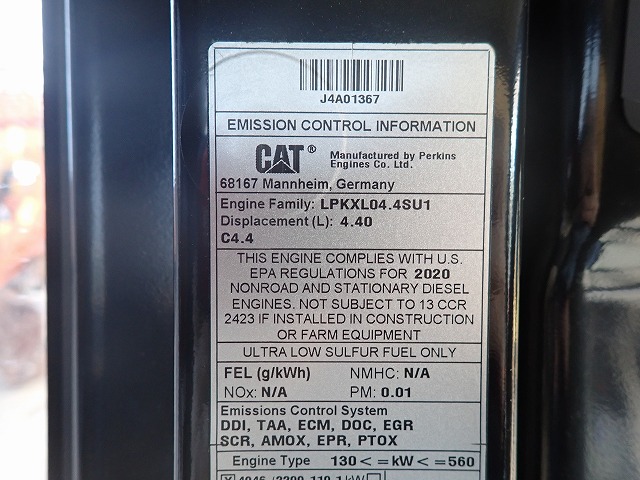 J4A01367
EMISSION CONTROL INFORMATION
CAT® Manufactured by Perkins
Engines Co. Ltd.
68167 Mannheim, Germany
Engine Family: LPKXL04.4SU1
Displacement (L): 4.40
C4.4
THIS ENGINE COMPLIES WITH U.S.
EPA REGULATIONS FOR 2020
NONROAD AND STATIONARY DIESEL
ENGINES. NOT SUBJECT TO 13 CCR
2423 IF INSTALLED IN CONSTRUCTION
OR FARM EQUIPMENT
ULTRA LOW SULFUR FUEL ONLY
FEL (g/kWh) NMHC: N/A
NOx: N/A PM: 0.01
Emissions Control System
DDI, TAA, ECM, DOC, EGR
SCR, AMOX, EPR, PTOX
Engine Type 130< =kW< =560